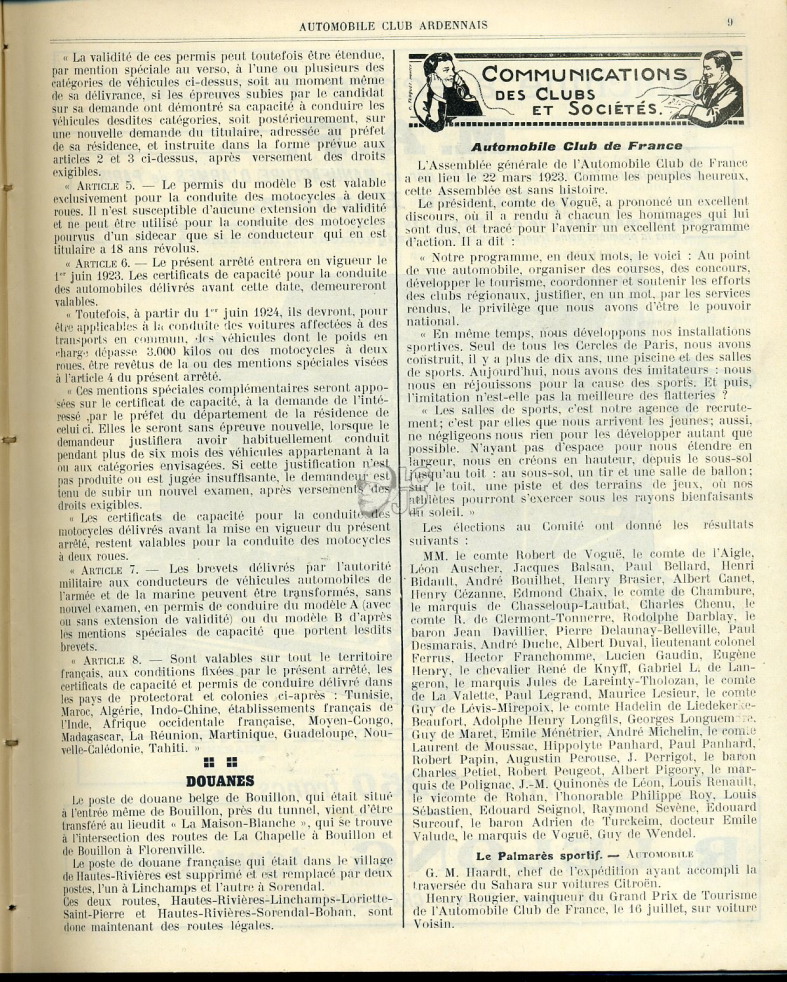 AUTOMOBILE CLUB ARDENNAIS
9
« La validité de ces permis peut toutefois être étendue,
par mention spéciale au verso, à l'une ou plusieurs des
catégories de véhicules ci-dessus, soit au moment même
de sa délivrance, si les épreuves subies par le candidat
sur sa demande ont démontré sa capacité à conduire les
véhicules desdites catégories, soit postérieurement, sur
une nouvelle demande du titulaire, adressée au préfet
de sa résidence, et instruite dans la forme prévue aux
articles 2 et 3 ci-dessus, après versement des droits
exigibles.
« ARTICLE 5. — Le permis du modèle B est valable
exclusivement pour la conduite des motocycles à deux
roues. Il n'est susceptible d'aucune extension de validité
et ne peut être utilisé pour la conduite des motocycles
pourvus d'un sidecar que si le conducteur qui en est
titulaire a 18 ans révolus.
« ARTICLE 6. — Le présent arrêté entrera en vigueur le
1er juin 1923. Les certificats de capacité pour la conduite
des automobiles délivrés avant cette date, demeureront
valables.
« Toutefois, à partir du 1er juin 1924, ils devront, pour
être applicables à la conduite des voitures affectées à des
transports en commun, des véhicules dont le poids en
charge dépasse 3.000 kilos ou des motocycles à deux
roues, être revêtus de la ou des mentions spéciales visées
à l'article 4 du présent arrêté.
« Ces mentions spéciales complémentaires seront appo-
sées sur le certificat de capacité, à la demande de l'inté-
ressé ,par le préfet du département de la résidence de
celui ci. Elles le seront sans épreuve nouvelle, lorsque le
demandeur justifiera avoir habituellement conduit
pendant plus de six mois des véhicules appartenant à la
ou aux catégories envisagées. Si cette justification n'est
pas produite ou est jugée insuffisante, le demandeur est
tenu de subir un nouvel examen, après versement des
droits exigibles.
« Les certificats de capacité pour la conduite des
motocycles délivrés avant la mise en vigueur du présent
arrêté, restent valables pour la conduite des motocycles
à deux roues.
« ARTICLE 7. — Les brevets délivrés par l'autorité
militaire aux conducteurs de véhicules automobiles de
l'armée et de la marine peuvent être transformés, sans
nouvel examen, en permis de conduire du modèle A (avec
ou sans extension de validité) ou du modèle B d'après
les mentions spéciales de capacité que portent lesdits
brevets.
« ARTICLE 8. — Sont valables sur tout le territoire
français, aux conditions fixées par le présent arrêté, les
certificats de capacité et permis de conduire délivré dans
les pays de protectorat et colonies ci-après : Tunisie,
Maroc, Algérie, Indo-Chine, établissements français de
l'Inde, Afrique occidentale française, Moyen-Congo,
Madagascar, La Réunion, Martinique, Guadeloupe, Nou-
velle-Calédonie, Tahiti. »
DOUANES
Le poste de douane belge de Bouillon, qui était situé
à l'entrée même de Bouillon, près du tunnel, vient d'être
transféré au lieudit « La Maison-Blanche », qui se trouve
à l'intersection des routes de La Chapelle à Bouillon et
de Bouillon à Florenville.
Le poste de douane française qui était dans le village
de Hautes-Rivières est supprimé et est remplacé par deux
postes, l'un à Linchamps et l'autre à Sorendal.
Ces deux routes, Hautes-Rivières-Linchamps-Loriette-
Saint-Pierre et Hautes-Rivières-Sorendal-Bohan, sont
donc maintenant des routes légales.
COMMUNICATIONS
DES CLUBS
ET SOCIÉTÉS.
Automobile Club de France
L'Assemblée générale de l'Automobile Club de France
a eu lieu le 22 mars 1923. Comme les peuples heureux,
cette Assemblée est sans histoire.
Le président, comte de Voguë, a prononcé un excellent
discours, où il a rendu à chacun les hommages qui lui
sont dus, et tracé pour l'avenir un excellent programme
d'action. Il a dit :
« Notre programme, en deux mots, le voici : Au point
de vue automobile, organiser des courses, des concours,
développer le tourisme, coordonner et soutenir les efforts
des clubs régionaux, justifier, en un mot, par les services
rendus, le privilège que nous avons d'être le pouvoir
national.
« En même temps, nous développons nos installations
sportives. Seul de tous les Cercles de Paris, nous avons
construit, il y a plus de dix ans, une piscine et des salles
de sports. Aujourd'hui, nous avons des imitateurs : nous
nous en réjouissons pour la cause des sports. Et puis,
l'imitation n'est-elle pas la meilleure des flatteries ?
« Les salles de sports, c'est notre agence de recrute-
ment ; c'est par elles que nous arrivent les jeunes; aussi,
ne négligeons nous rien pour les développer autant que
possible. N'ayant pas d'espace pour nous étendre en
largeur, nous en créons en hauteur, depuis le sous-sol
jusqu'au toit : au sous-sol, un tir et une salle de ballon ;
sur le toit, une piste et des terrains de jeux, où nos
athlètes pourront s'exercer sous les rayons bienfaisants
du soleil. »
Les élections au Comité ont donné les résultats
suivants :
MM. le comte Robert de Voguë, le comte de l'Aigle,
Léon Auscher, Jacques Balsan, Paul Bellard, Henri
Bidault, André Bouilhet, Henry Brasier, Albert Canet,
Henry Cézanne, Edmond Chaix, le comte de Chambure,
le marquis de Chasseloup-Laubat, Charles Chenu, le
comte R. de Clermont-Tonnerre, Rodolphe Darblay, le
baron Jean Davillier, Pierre Delaunay-Belleville, Paul
Desmarais, André Duche, Albert Duval, lieutenant colonel
Ferrus, Hector Franchomme, Lucien Gaudin, Eugène
Henry, le chevalier René de Knyff, Gabriel L. de Lan-
geron, le marquis Jules de Lareinty-Tholozan, le comte
de La Valette, Paul Legrand, Maurice Lesieur, le comte
Guy de Lévis-Mirepoix, le comte Hadelin de Liedekerke-
Beaufort, Adolphe Henry Longfils, Georges Longuemare,
Guy de Maret, Emile Ménétrier, André Michelin, le comte
Laurent de Moussac, Hippolyte Panhard, Paul Panhard,
Robert Papin, Augustin Perouse, J. Perrigot, le baron
Charles Petiet, Robert Peugeot, Albert Pigeory, le mar-
quis de Polignac, J.-M. Quinonès de Léon, Louis Renault,
le vicomte de Rohan, l'honorable Philippe Roy, Louis
Sébastien, Edouard Seignol, Raymond Sevène, Edouard
Surcouf, le baron Adrien de Turckeim, docteur Emile
Valude, le marquis de Voguë, Guy de Wendel.
Le Palmarès sportif. — AUTOMOBILE
G. M. Haardt, chef de l'expédition ayant accompli la
traversée du Sahara sur voitures Citroën.
Henry Rougier, vainqueur du Grand Prix de Tourisme
de l'Automobile Club de France, le 16 juillet, sur voiture
Voisin.